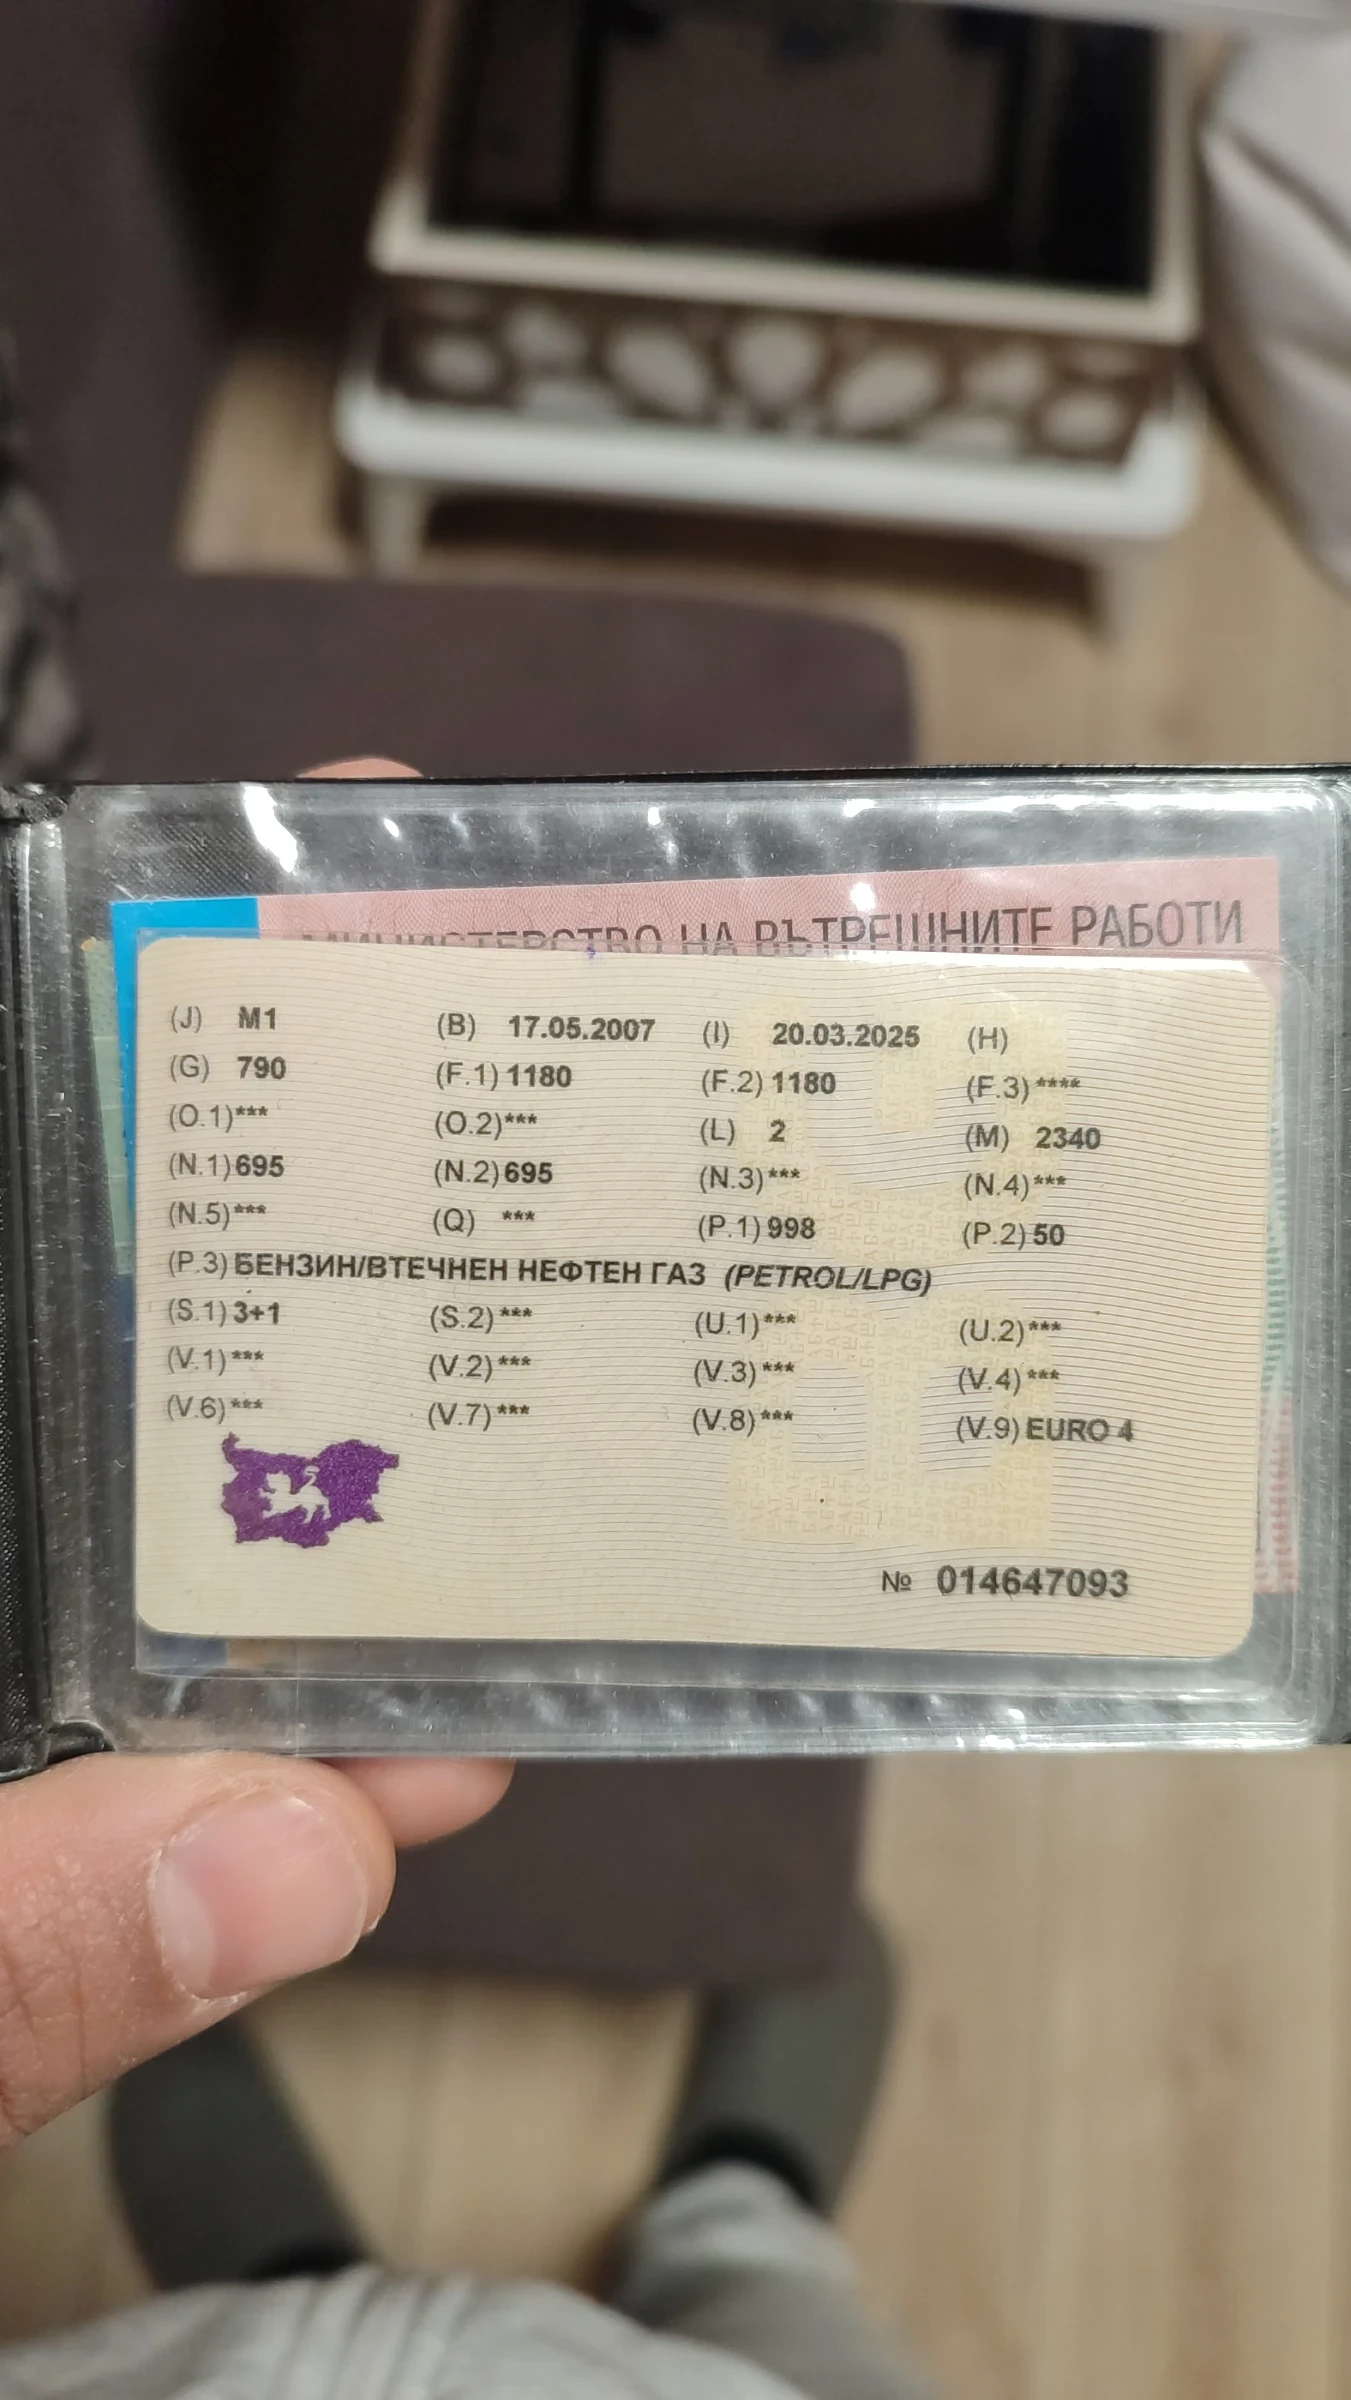 МИНИСТЕРСТВО НА ВЪТРЕШНИТЕ РАБОТИ
(J) M1 (B) 17.05.2007 (I) 20.03.2025 (H)
(G) 790 (F.1) 1180 (F.2) 1180 (F.3) ****
(O.1) *** (O.2) *** (L) 2 (M) 2340
(N.1) 695 (N.2) 695 (N.3) *** (N.4) ***
(N.5) *** (Q) *** (P.1) 998 (P.2) 50
(P.3) БЕНЗИН/ВТЕЧНЕН НЕФТЕН ГАЗ (PETROL/LPG)
(S.1) 3+1 (S.2) *** (U.1) *** (U.2) ***
(V.1) *** (V.2) *** (V.3) *** (V.4) ***
(V.6) *** (V.7) *** (V.8) *** (V.9) EURO 4
№ 014647093